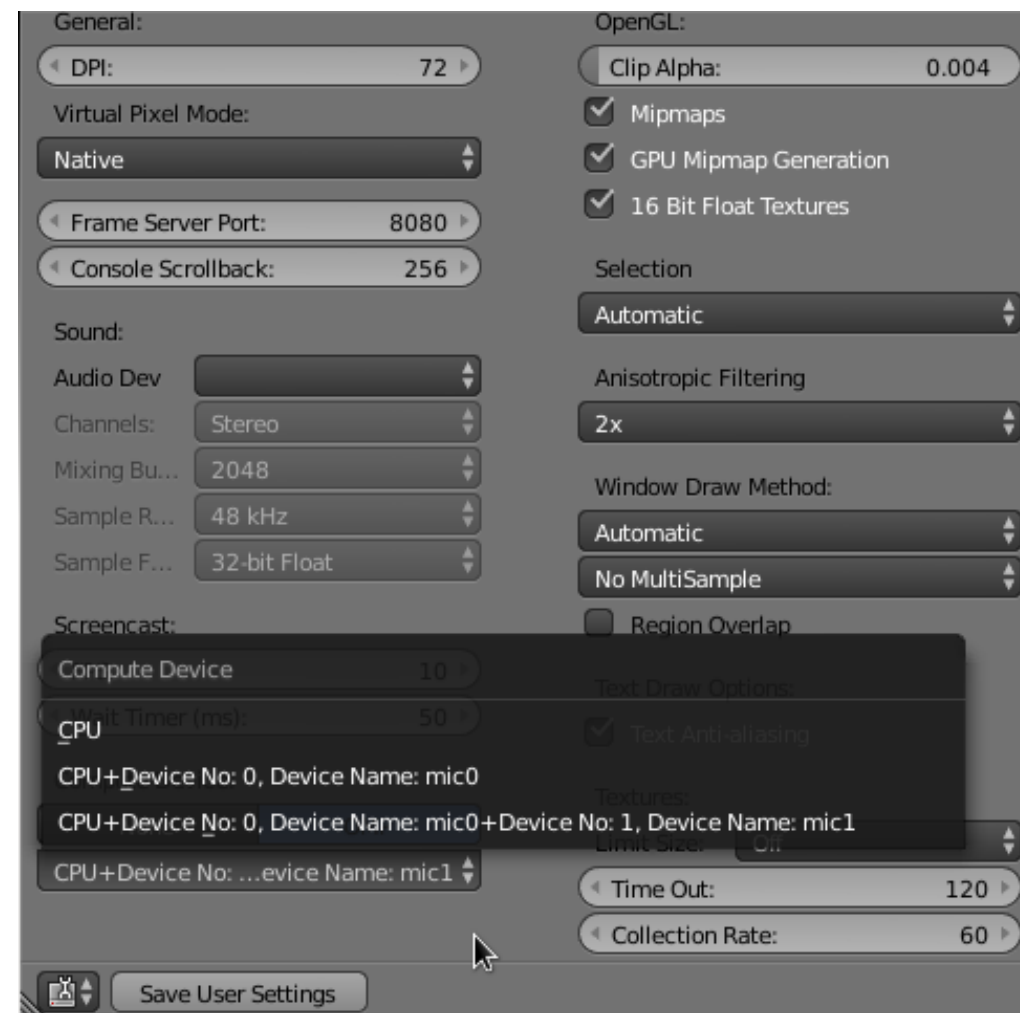 General:
DPI: 72
Virtual Pixel Mode:
Native
Frame Server Port: 8080
Console Scrollback: 256
Sound:
Audio Dev
Channels: Stereo
Mixing Bu... 2048
Sample R... 48 kHz
Sample F... 32-bit Float
Screencast:
10
Wait Timer (ms): 50
Compute Device
CPU
CPU+Device No: 0, Device Name: mic0
CPU+Device No: 0, Device Name: mic0+Device No: 1, Device Name: mic1
CPU+Device No: ...evice Name: mic1
OpenGL:
Clip Alpha: 0.004
Mipmaps
GPU Mipmap Generation
16 Bit Float Textures
Selection
Automatic
Anisotropic Filtering
2x
Window Draw Method:
Automatic
No MultiSample
Region Overlap
Text Draw Options:
Text Anti-aliasing
Textures:
Limit Size: Off
Time Out: 120
Collection Rate: 60
Save User Settings